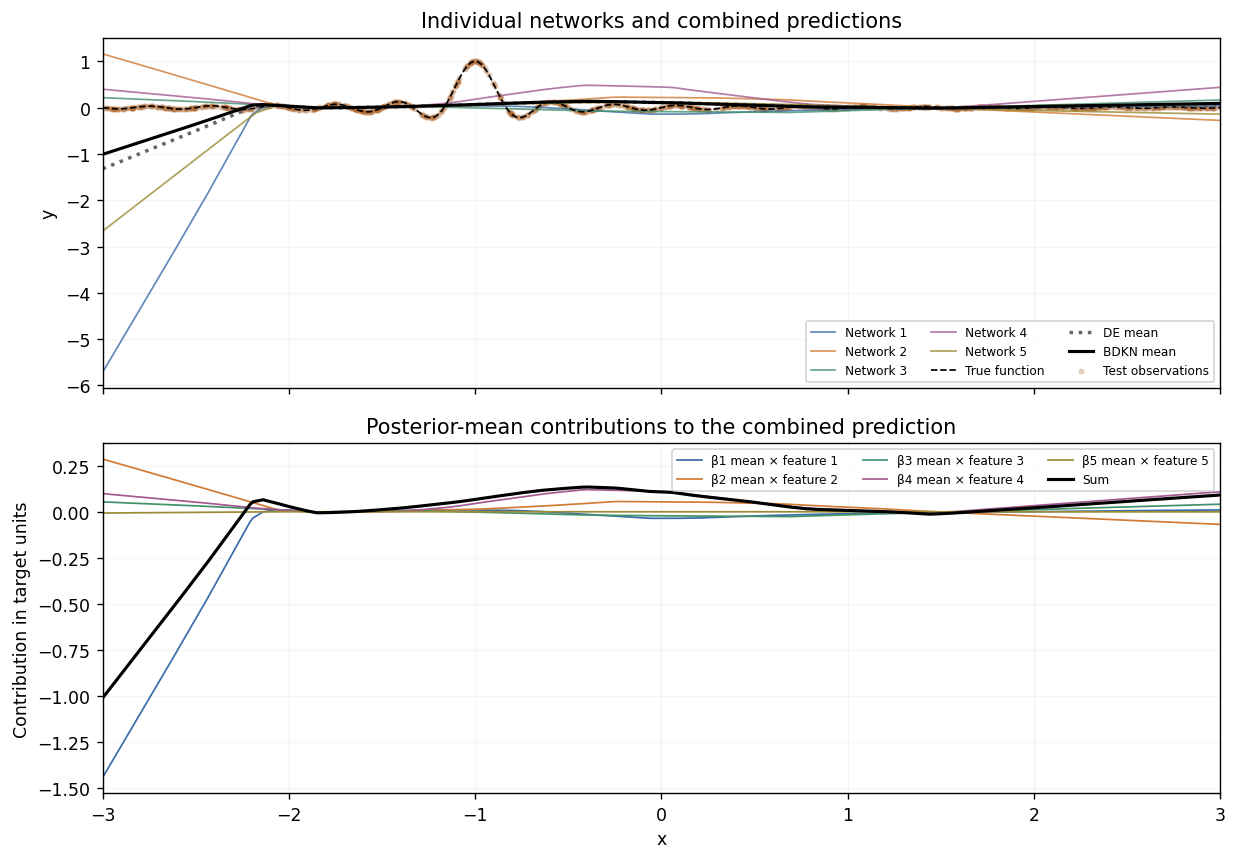 Individual networks and combined predictions
1
0
−1
−2
−3
−4
−5
−6
y
Network 1
Network 2
Network 3
Network 4
Network 5
True function
DE mean
BDKN mean
Test observations
Posterior-mean contributions to the combined prediction
0.25
0.00
−0.25
−0.50
−0.75
−1.00
−1.25
−1.50
Contribution in target units
β1 mean × feature 1
β2 mean × feature 2
β3 mean × feature 3
β4 mean × feature 4
β5 mean × feature 5
Sum
−3
−2
−1
0
1
2
3
x